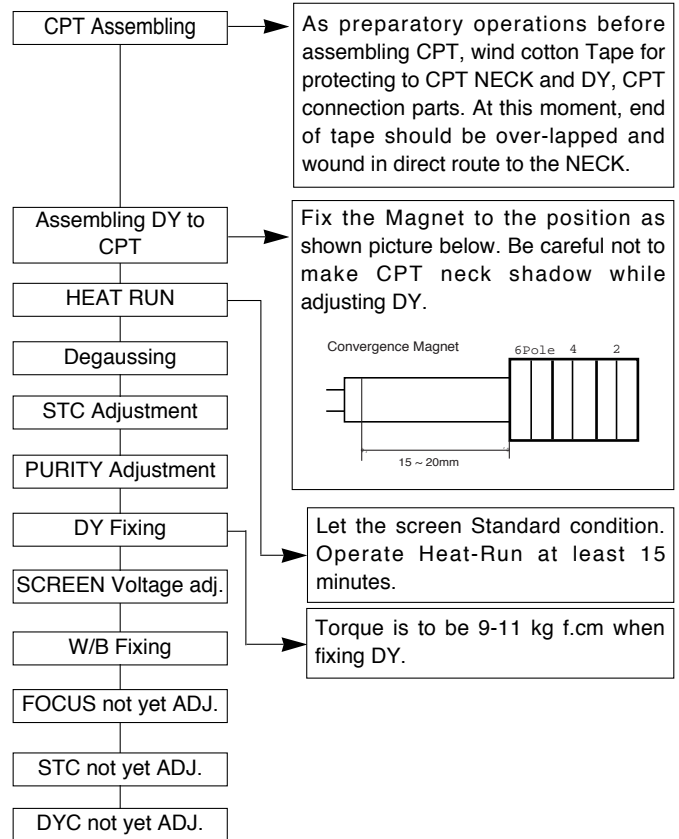 CPT Assembling
As preparatory operations before
assembling CPT, wind cotton Tape for
protecting to CPT NECK and DY, CPT
connection parts. At this moment, end
of tape should be over-lapped and
wound in direct route to the NECK.
Assembling DY to
CPT
Fix the Magnet to the position as
shown picture below. Be careful not to
make CPT neck shadow while
adjusting DY.
Convergence Magnet
6Pole 4 2
15 ~ 20mm
HEAT RUN
Degaussing
STC Adjustment
PURITY Adjustment
DY Fixing
Let the screen Standard condition.
Operate Heat-Run at least 15
minutes.
SCREEN Voltage adj.
Torque is to be 9-11 kg f.cm when
fixing DY.
W/B Fixing
FOCUS not yet ADJ.
STC not yet ADJ.
DYC not yet ADJ.